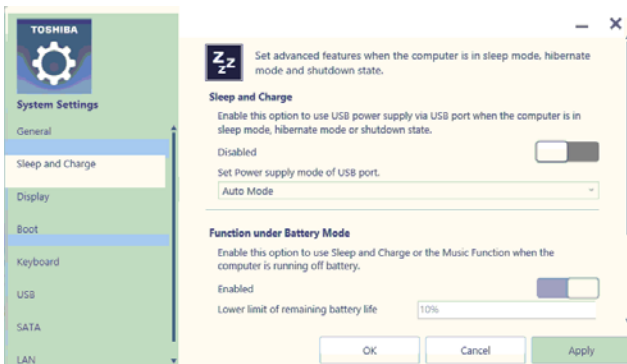 TOSHIBA
System Settings
General
Sleep and Charge
Display
Boot
Keyboard
USB
SATA
LAN
Zzz
Set advanced features when the computer is in sleep mode, hibernate
mode and shutdown state.
Sleep and Charge
Enable this option to use USB power supply via USB port when the computer is in
sleep mode, hibernate mode or shutdown state.
Disabled
Set Power supply mode of USB port.
Auto Mode
Function under Battery Mode
Enable this option to use Sleep and Charge or the Music Function when the
computer is running off battery.
Enabled
Lower limit of remaining battery life 10%
OK Cancel Apply